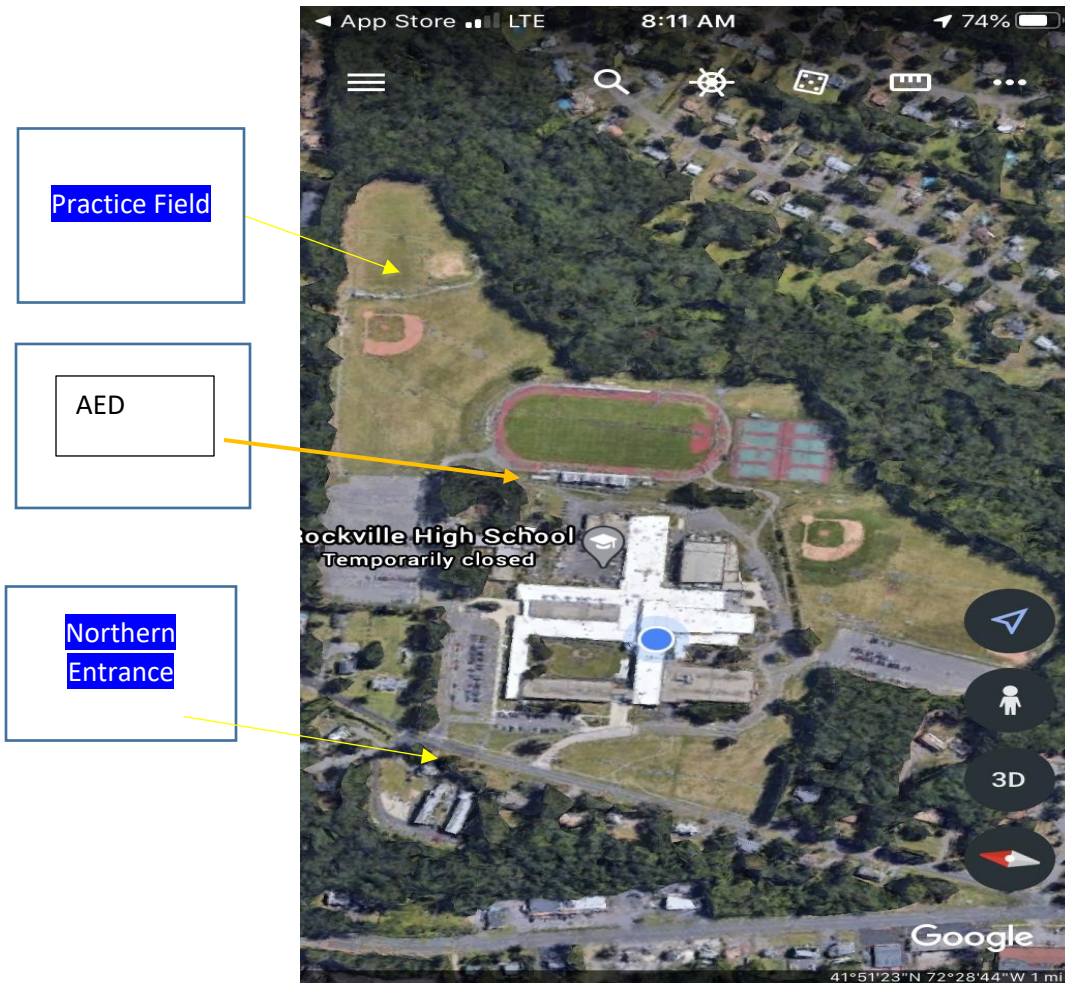 ◀ App Store LTE 8:11 AM 74%
Practice Field
AED
Rockville High School
Temporarily closed
Northern
Entrance
3D
Google
41°51'23"N 72°28'44"W 1 mi